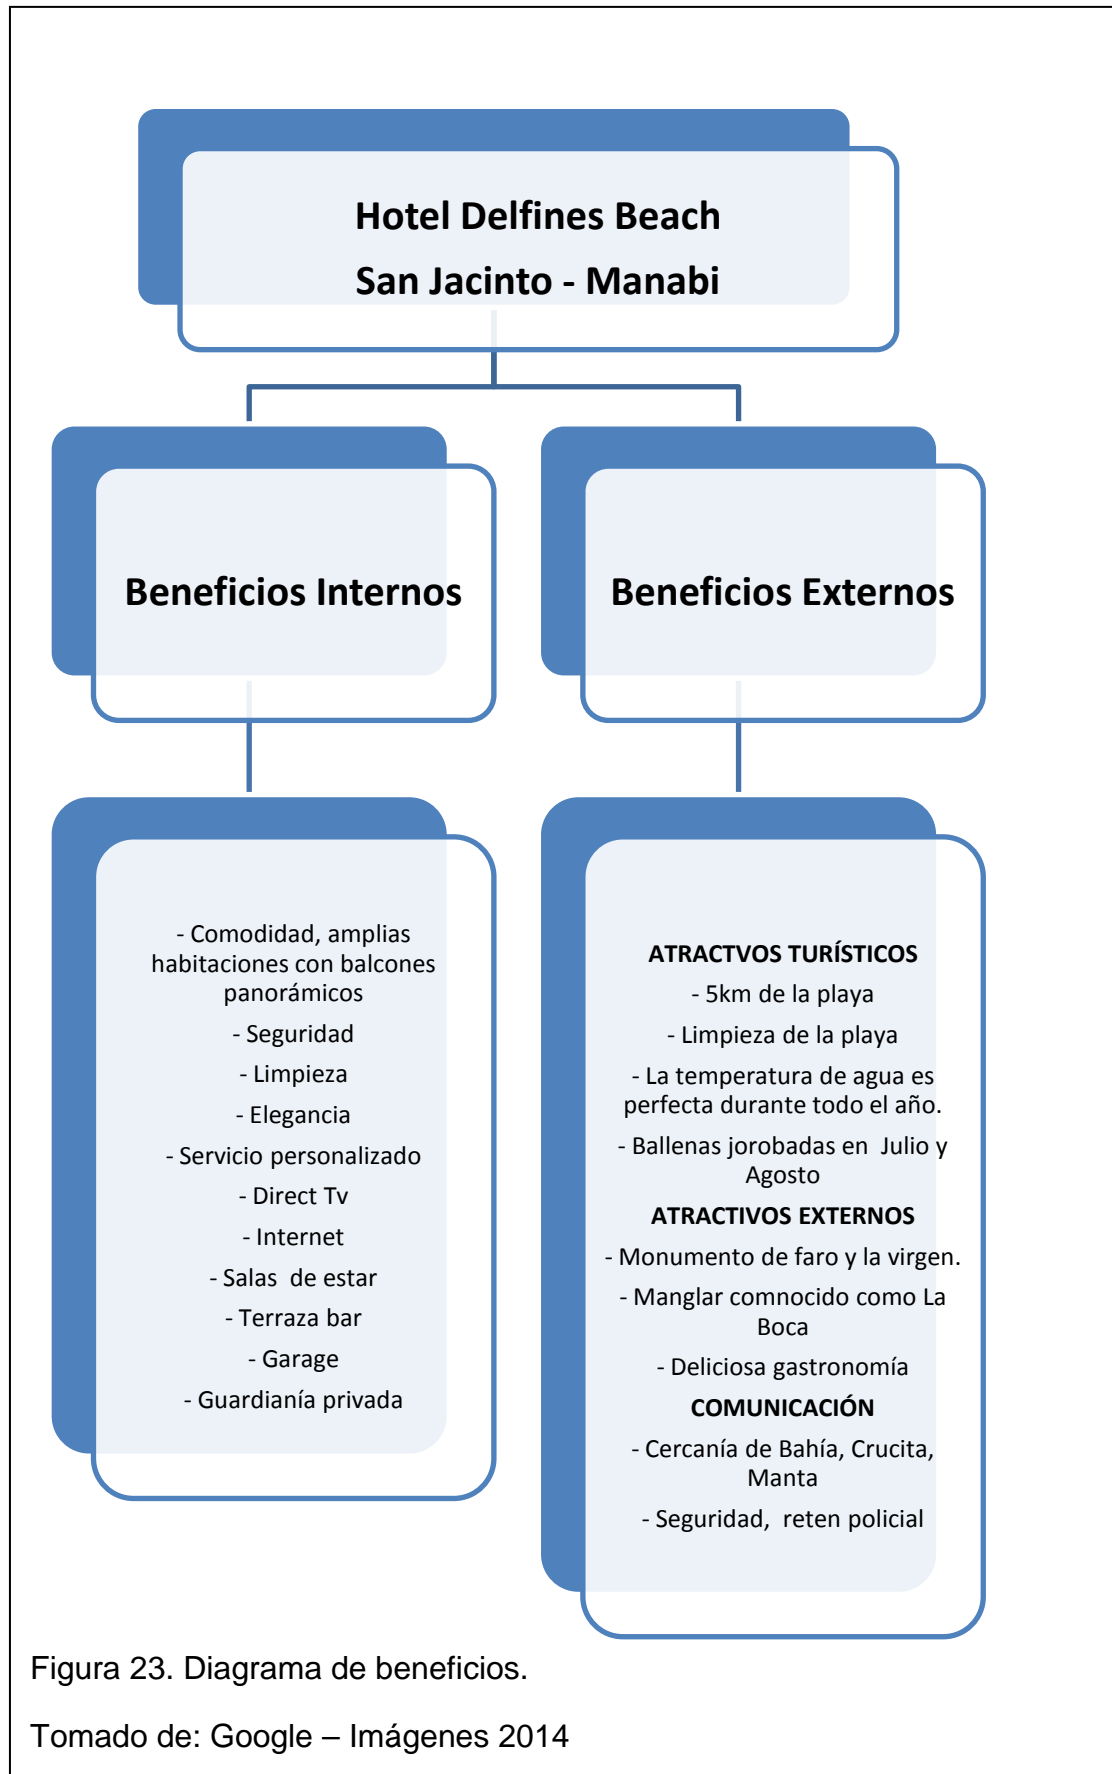 Hotel Delfines Beach
San Jacinto - Manabi
Beneficios Internos
Beneficios Externos
- Comodidad, amplias
habitaciones con balcones
panorámicos
- Seguridad
- Limpieza
- Elegancia
- Servicio personalizado
- Direct Tv
- Internet
- Salas de estar
- Terraza bar
- Garage
- Guardianía privada
ATRACTVOS TURÍSTICOS
- 5km de la playa
- Limpieza de la playa
- La temperatura de agua es
perfecta durante todo el año.
- Ballenas jorobadas en Julio y
Agosto
ATRACTIVOS EXTERNOS
- Monumento de faro y la virgen.
- Manglar comnocido como La
Boca
- Deliciosa gastronomía
COMUNICACIÓN
- Cercanía de Bahía, Crucita,
Manta
- Seguridad, reten policial
Figura 23. Diagrama de beneficios.
Tomado de: Google – Imágenes 2014